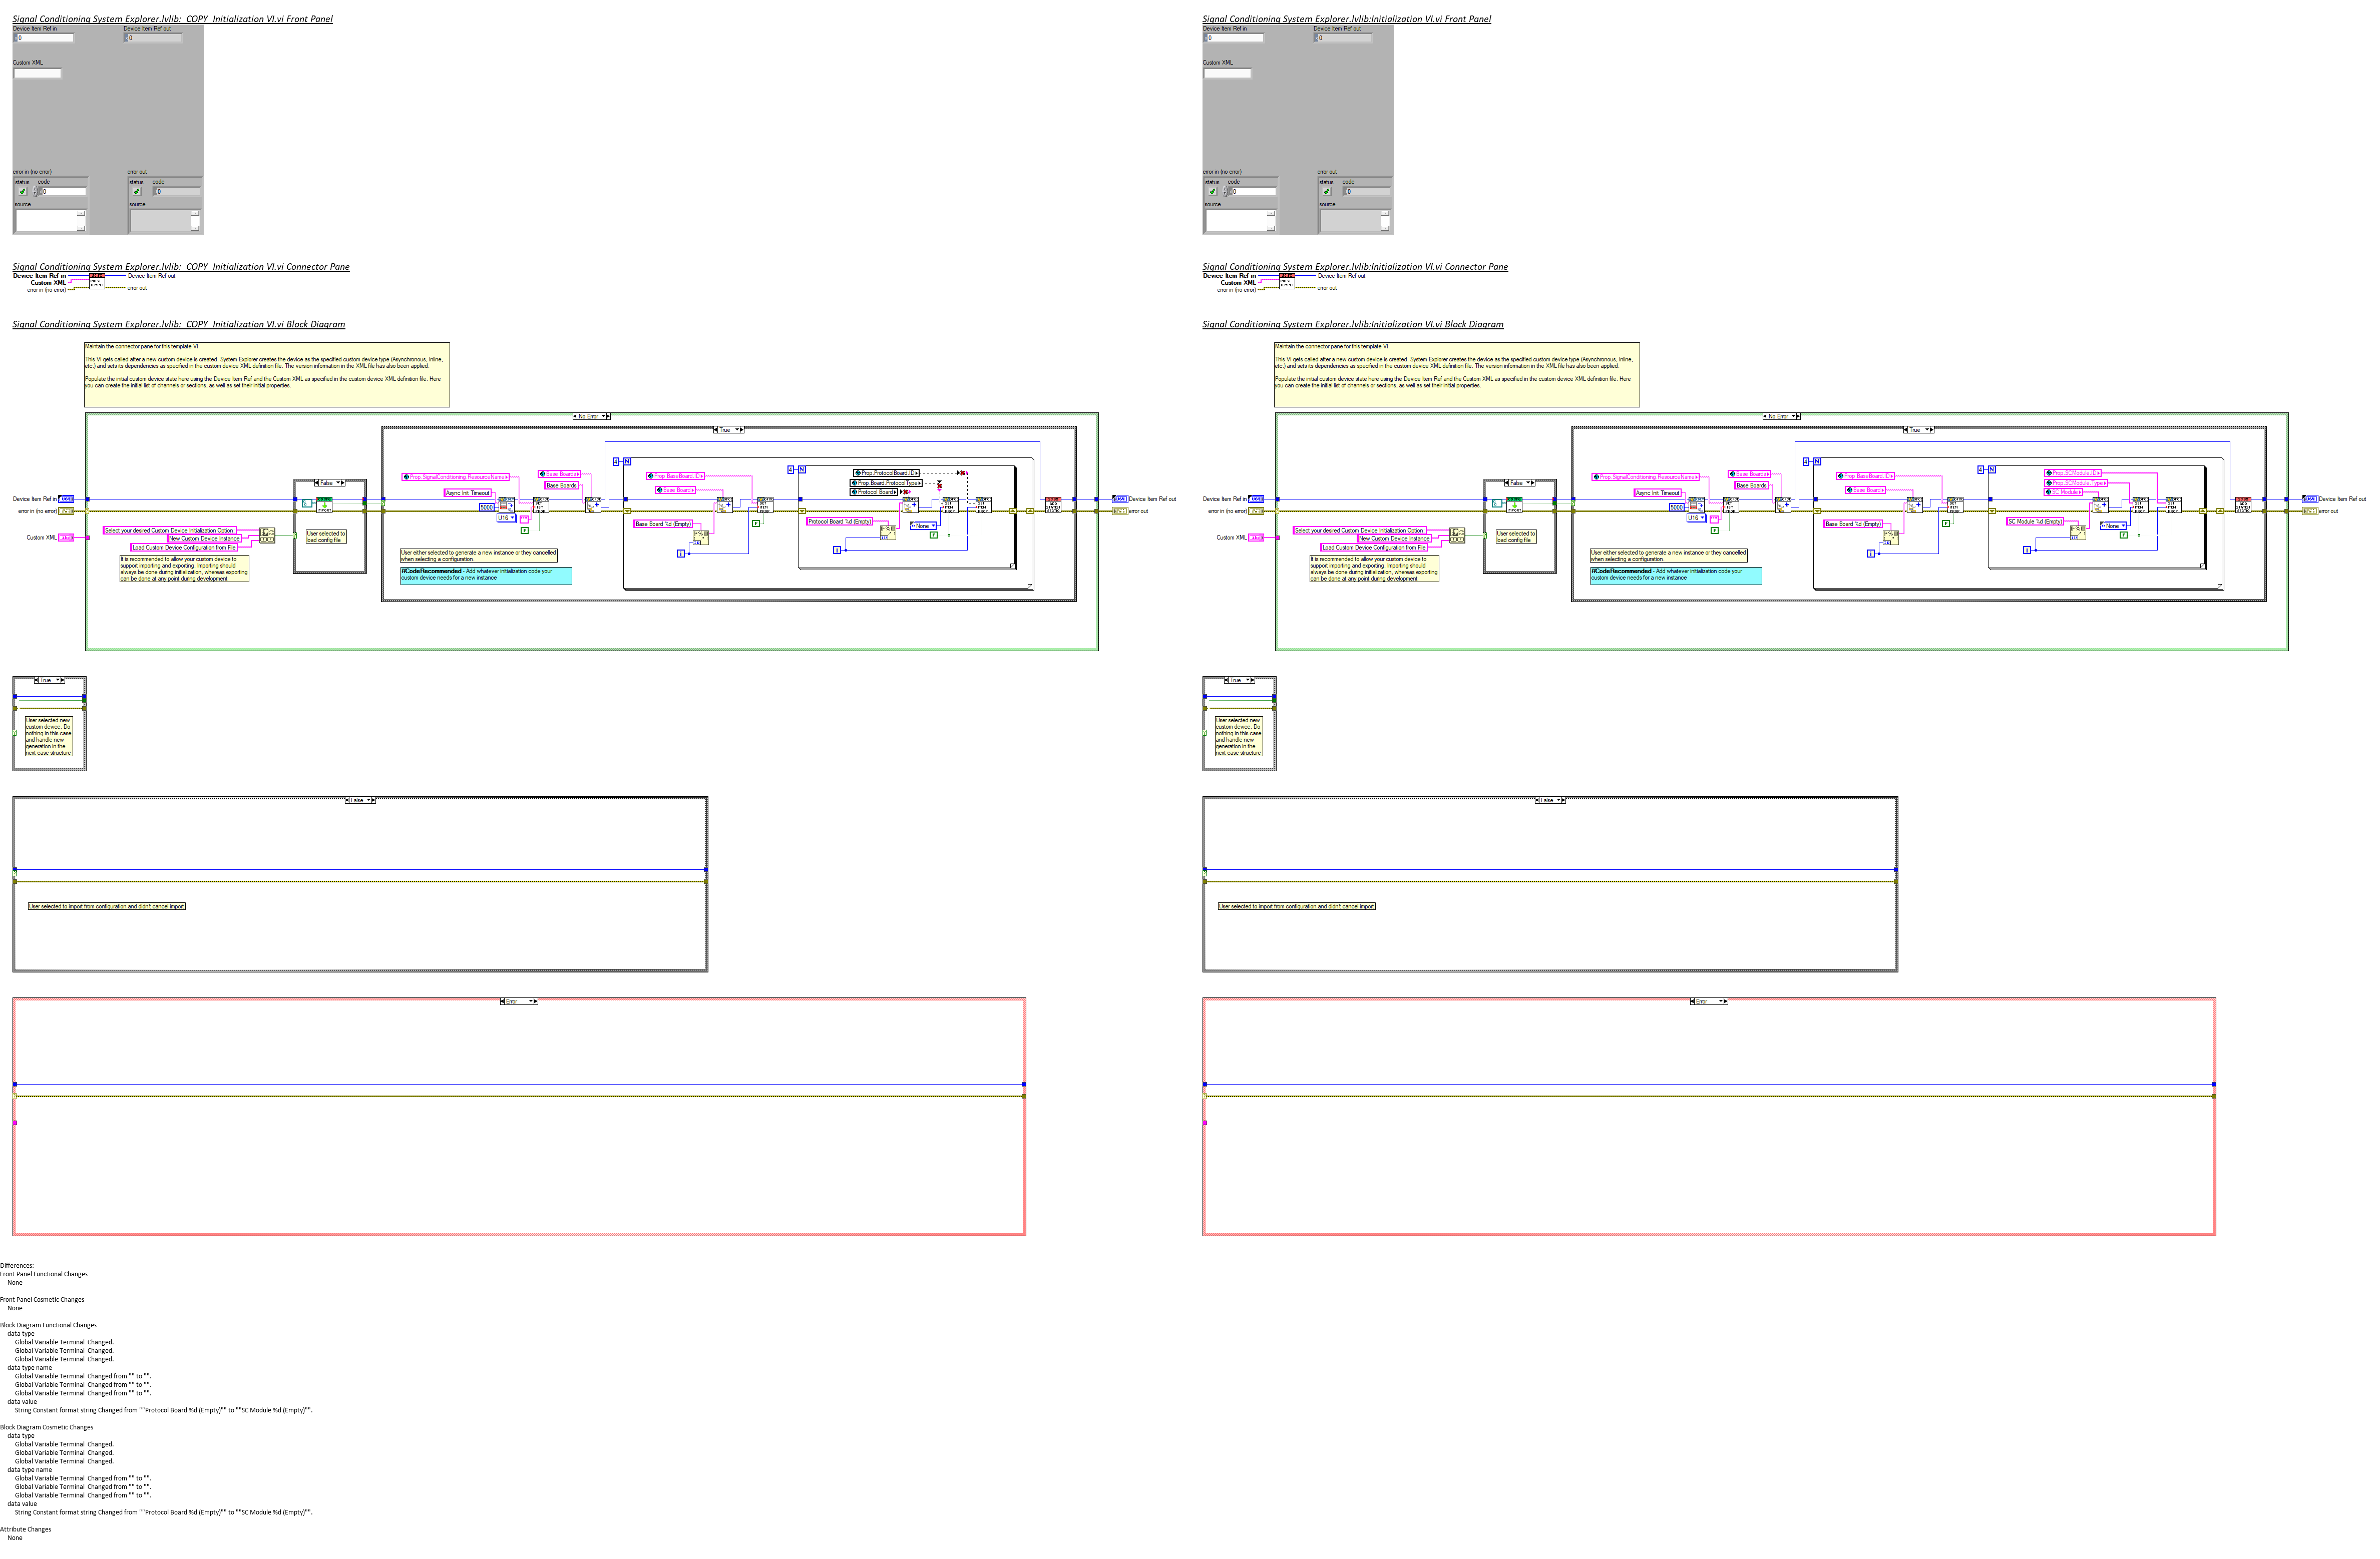 Signal Conditioning System Explorer.lvlib:_COPY_Initialization VI.vi Front Panel
Device Item Ref in
Device Item Ref out
0
0
Custom XML
error in (no error)
error out
status
code
status
code
0
0
source
source
Signal Conditioning System Explorer.lvlib:_COPY_Initialization VI.vi Connector Pane
Device Item Ref in
Device Item Ref out
Custom XML
error in (no error)
error out
Signal Conditioning System Explorer.lvlib:_COPY_Initialization VI.vi Block Diagram
Maintain the connector pane for this template VI.
This VI gets called after a new custom device is created. System Explorer creates the device as the specified custom device type (Asynchronous, Inline,
etc.) and sets its dependencies as specified in the custom device XML definition file. The version infomation in the XML file has also been applied.
Populate the initial custom device state here using the Device Item Ref and the Custom XML as specified in the custom device XML definition file. Here
you can create the initial list of channels or sections, as well as set their initial properties.
No Error
True
Prop.SignalConditioning.ResourceName
Base Boards
Async Init Timeout
Base Boards
5000
U16
F
4
N
Prop.BaseBoard.ID
Base Board
Base Board %d (Empty)
F
i
4
N
Prop.ProtocolBoard.ID
Prop.Board.ProtocolType
Protocol Board
Protocol Board %d (Empty)
None
F
i
False
Device Item Ref in
error in (no error)
Custom XML
Select your desired Custom Device Initialization Option
New Custom Device Instance
Load Custom Device Configuration from File
It is recommended to allow your custom device to
support importing and exporting. Importing should
always be done during initialization, whereas exporting
can be done at any point during development
User selected to
load config file
User either selected to generate a new instance or they cancelled
when selecting a configuration.
#CodeRecommended - Add whatever initialization code your
custom device needs for a new instance
Device Item Ref out
error out
True
User selected new
custom device. Do
nothing in this case
and handle new
generation in the
next case structure
False
User selected to import from configuration and didn't cancel import
Error
Differences:
Front Panel Functional Changes
None
Front Panel Cosmetic Changes
None
Block Diagram Functional Changes
data type
Global Variable Terminal  Changed.
Global Variable Terminal  Changed.
Global Variable Terminal  Changed.
data type name
Global Variable Terminal  Changed from "" to "".
Global Variable Terminal  Changed from "" to "".
Global Variable Terminal  Changed from "" to "".
data value
String Constant format string Changed from ""Protocol Board %d (Empty)"" to ""SC Module %d (Empty)"".
Block Diagram Cosmetic Changes
data type
Global Variable Terminal  Changed.
Global Variable Terminal  Changed.
Global Variable Terminal  Changed.
data type name
Global Variable Terminal  Changed from "" to "".
Global Variable Terminal  Changed from "" to "".
Global Variable Terminal  Changed from "" to "".
data value
String Constant format string Changed from ""Protocol Board %d (Empty)"" to ""SC Module %d (Empty)"".
Attribute Changes
None
Signal Conditioning System Explorer.lvlib:Initialization VI.vi Front Panel
Device Item Ref in
Device Item Ref out
0
0
Custom XML
error in (no error)
error out
status
code
status
code
0
0
source
source
Signal Conditioning System Explorer.lvlib:Initialization VI.vi Connector Pane
Device Item Ref in
Device Item Ref out
Custom XML
error in (no error)
error out
Signal Conditioning System Explorer.lvlib:Initialization VI.vi Block Diagram
Maintain the connector pane for this template VI.
This VI gets called after a new custom device is created. System Explorer creates the device as the specified custom device type (Asynchronous, Inline,
etc.) and sets its dependencies as specified in the custom device XML definition file. The version infomation in the XML file has also been applied.
Populate the initial custom device state here using the Device Item Ref and the Custom XML as specified in the custom device XML definition file. Here
you can create the initial list of channels or sections, as well as set their initial properties.
No Error
True
Prop.SignalConditioning.ResourceName
Base Boards
Async Init Timeout
Base Boards
5000
U16
F
4
N
Prop.BaseBoard.ID
Base Board
Base Board %d (Empty)
F
i
4
N
Prop.SCModule.ID
Prop.SCModule.Type
SC Module
SC Module %d (Empty)
None
F
i
False
Device Item Ref in
error in (no error)
Custom XML
Select your desired Custom Device Initialization Option
New Custom Device Instance
Load Custom Device Configuration from File
It is recommended to allow your custom device to
support importing and exporting. Importing should
always be done during initialization, whereas exporting
can be done at any point during development
User selected to
load config file
User either selected to generate a new instance or they cancelled
when selecting a configuration.
#CodeRecommended - Add whatever initialization code your
custom device needs for a new instance
Device Item Ref out
error out
True
User selected new
custom device. Do
nothing in this case
and handle new
generation in the
next case structure
False
User selected to import from configuration and didn't cancel import
Error